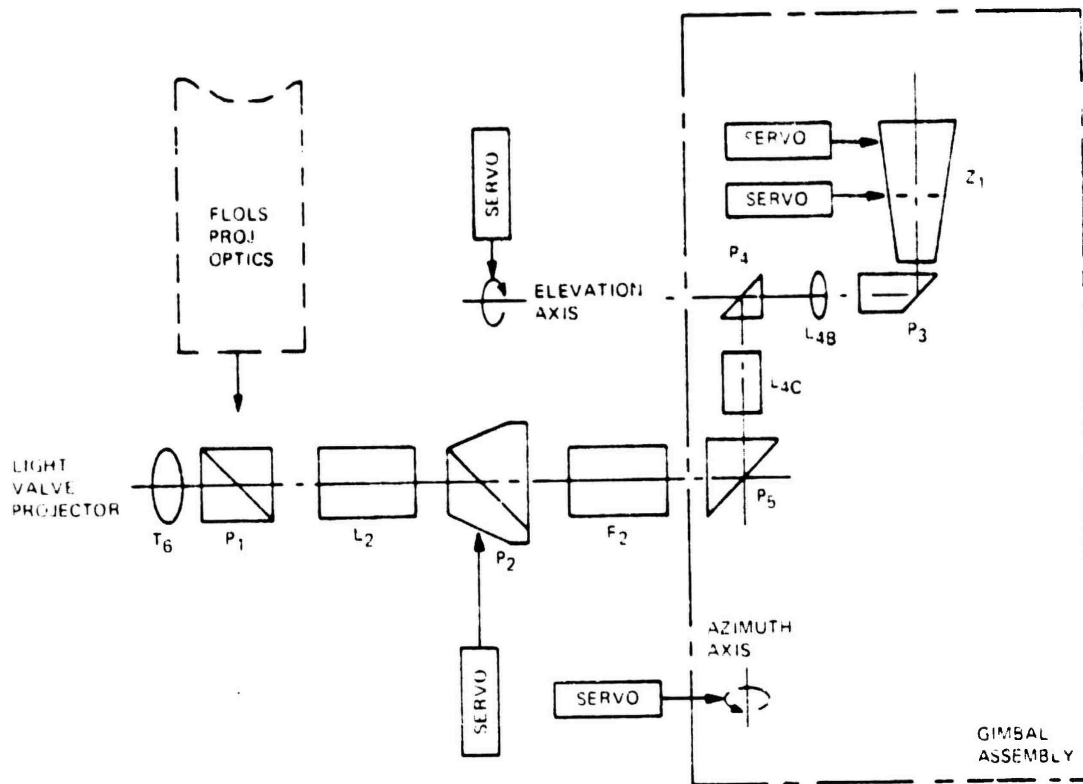 FLOLS
PROJ
OPTICS
SERVO
ELEVATION
AXIS
SERVO
SERVO
Z1
P4
L4B
P3
L4C
LIGHT
VALVE
PROJECTOR
T6
P1
L2
P2
F2
P5
SERVO
AZIMUTH
AXIS
SERVO
GIMBAL
ASSEMBLY